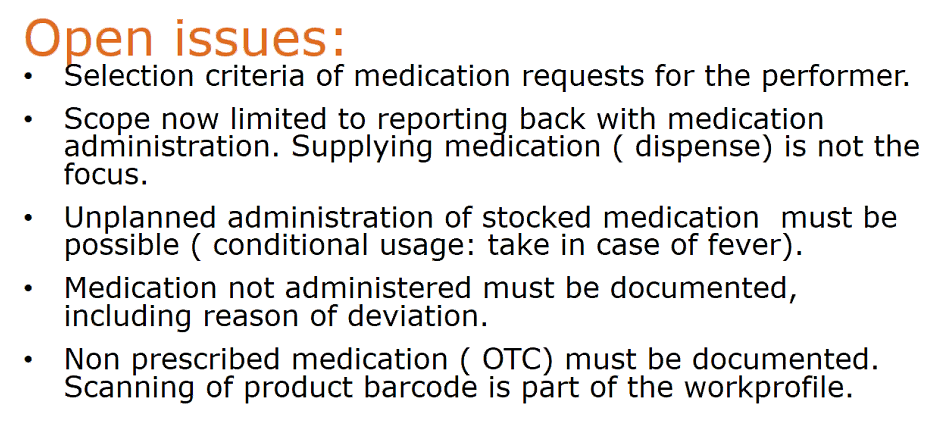 Open issues:
• Selection criteria of medication requests for the performer.
• Scope now limited to reporting back with medication
administration. Supplying medication ( dispense) is not the
focus.
• Unplanned administration of stocked medication  must be
possible ( conditional usage: take in case of fever).
• Medication not administered must be documented,
including reason of deviation.
• Non prescribed medication ( OTC) must be documented.
Scanning of product barcode is part of the workprofile.